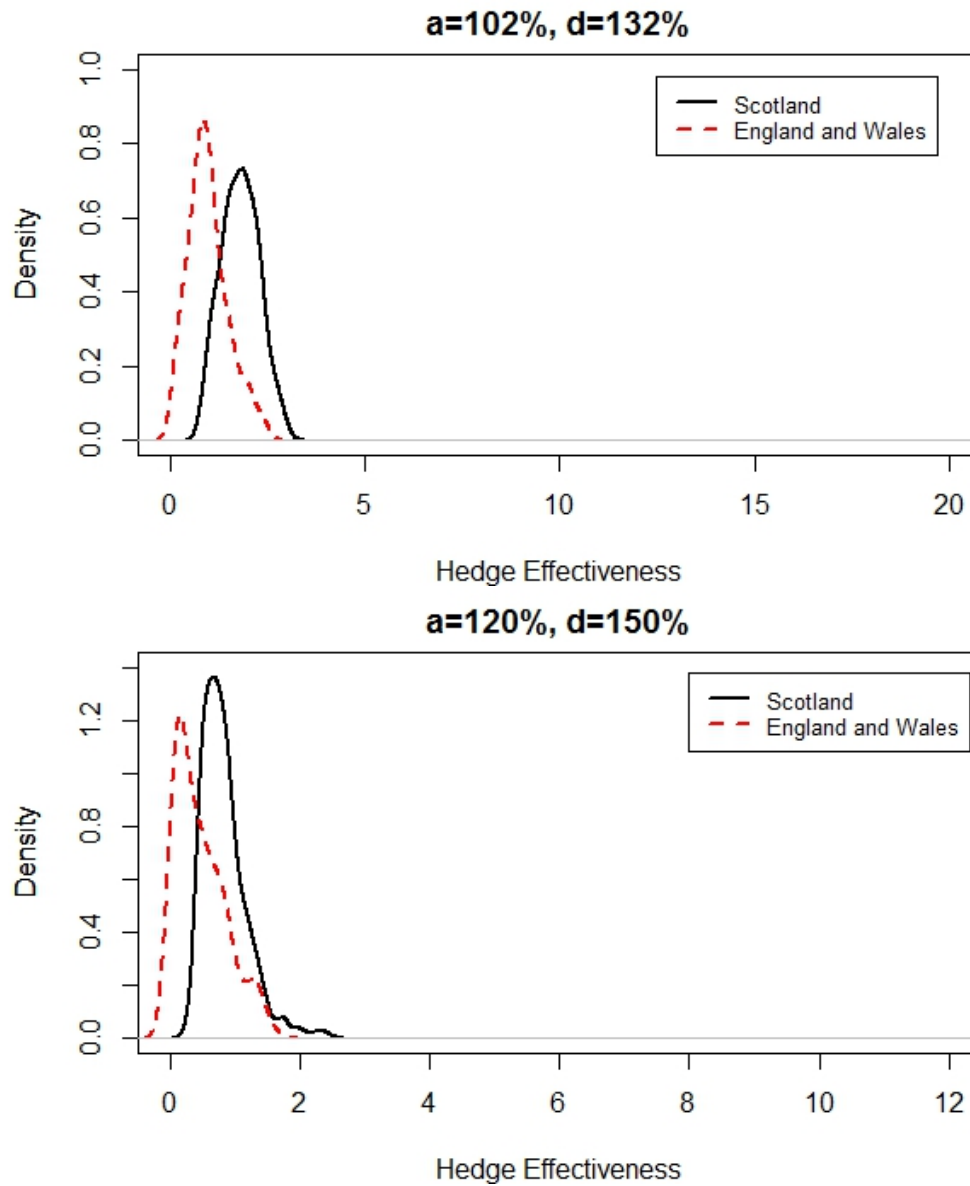 a=102%, d=132%
1.0
0.8
0.6
0.4
0.2
0.0
Density
Scotland
England and Wales
0 5 10 15 20
Hedge Effectiveness
a=120%, d=150%
1.2
0.8
0.4
0.0
Density
Scotland
England and Wales
0 2 4 6 8 10 12
Hedge Effectiveness